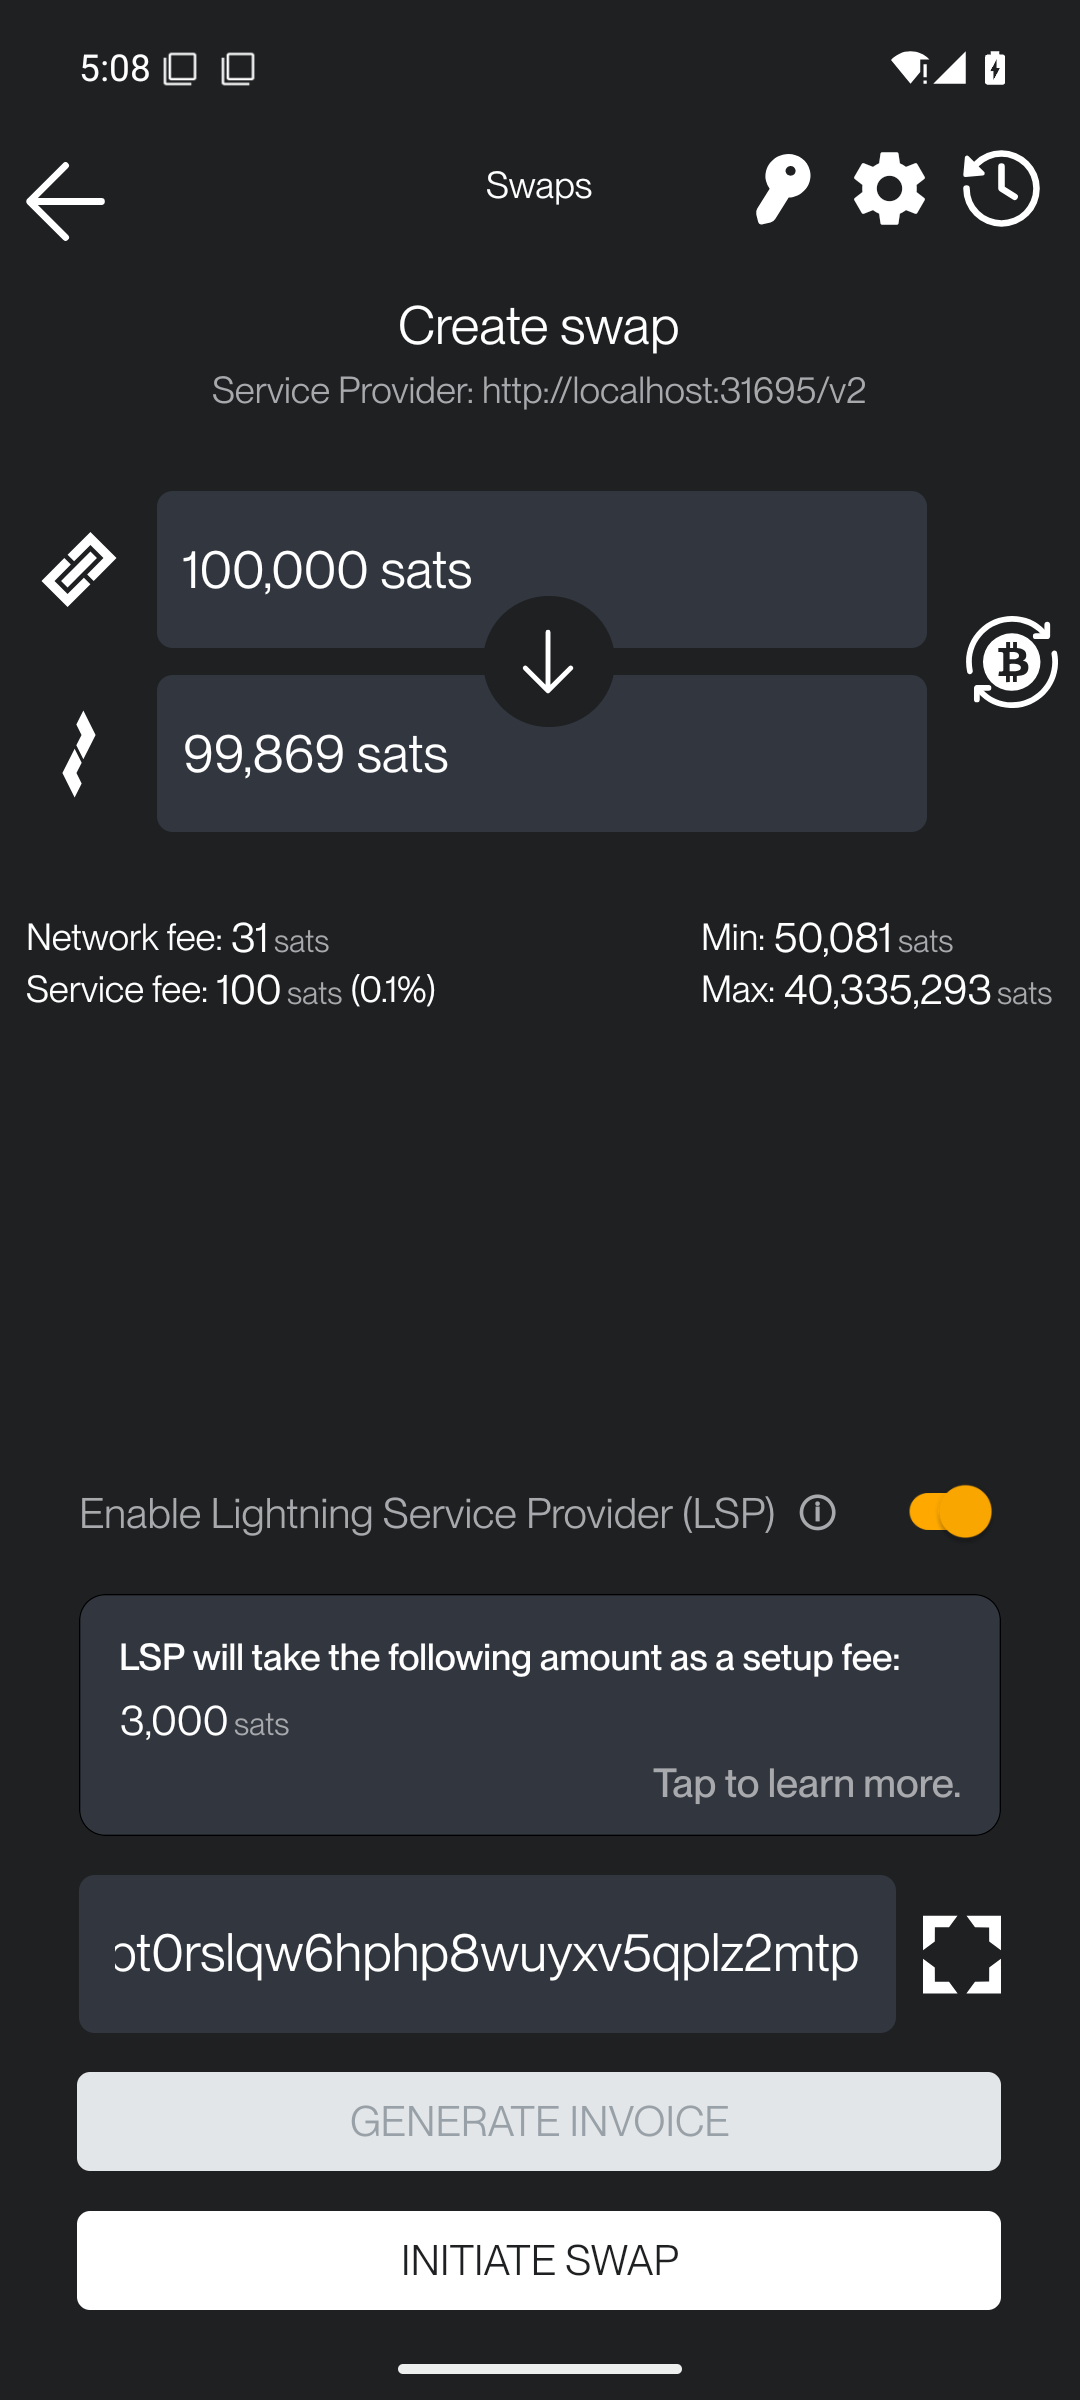 5:08
Swaps
Create swap
Service Provider: http://localhost:31695/v2
100,000 sats
99,869 sats
Network fee: 31 sats
Min: 50,081 sats
Service fee: 100 sats (0.1%)
Max: 40,335,293 sats
Enable Lightning Service Provider (LSP)
LSP will take the following amount as a setup fee:
3,000 sats
Tap to learn more.
pt0rslqw6hphp8wuyxv5qplz2mtp
GENERATE INVOICE
INITIATE SWAP